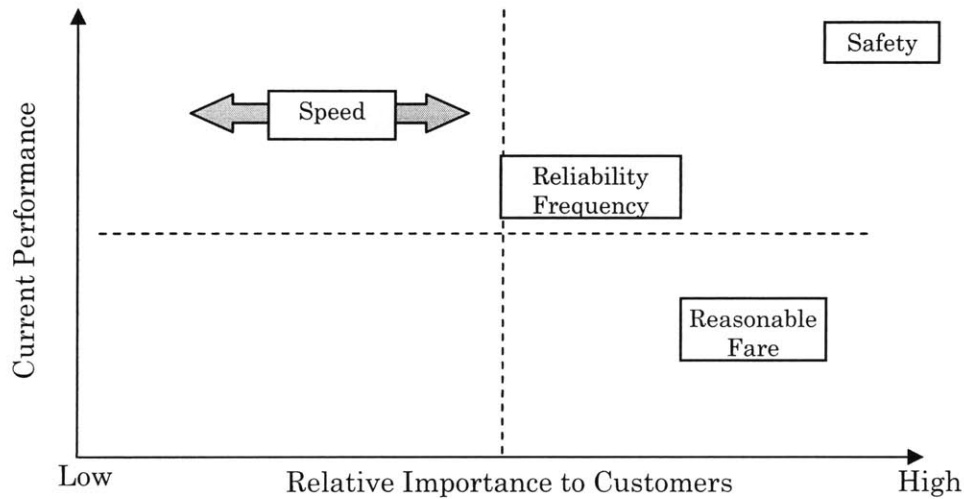 Safety
Speed
Reliability
Frequency
Reasonable
Fare
Current Performance
Low
Relative Importance to Customers
High